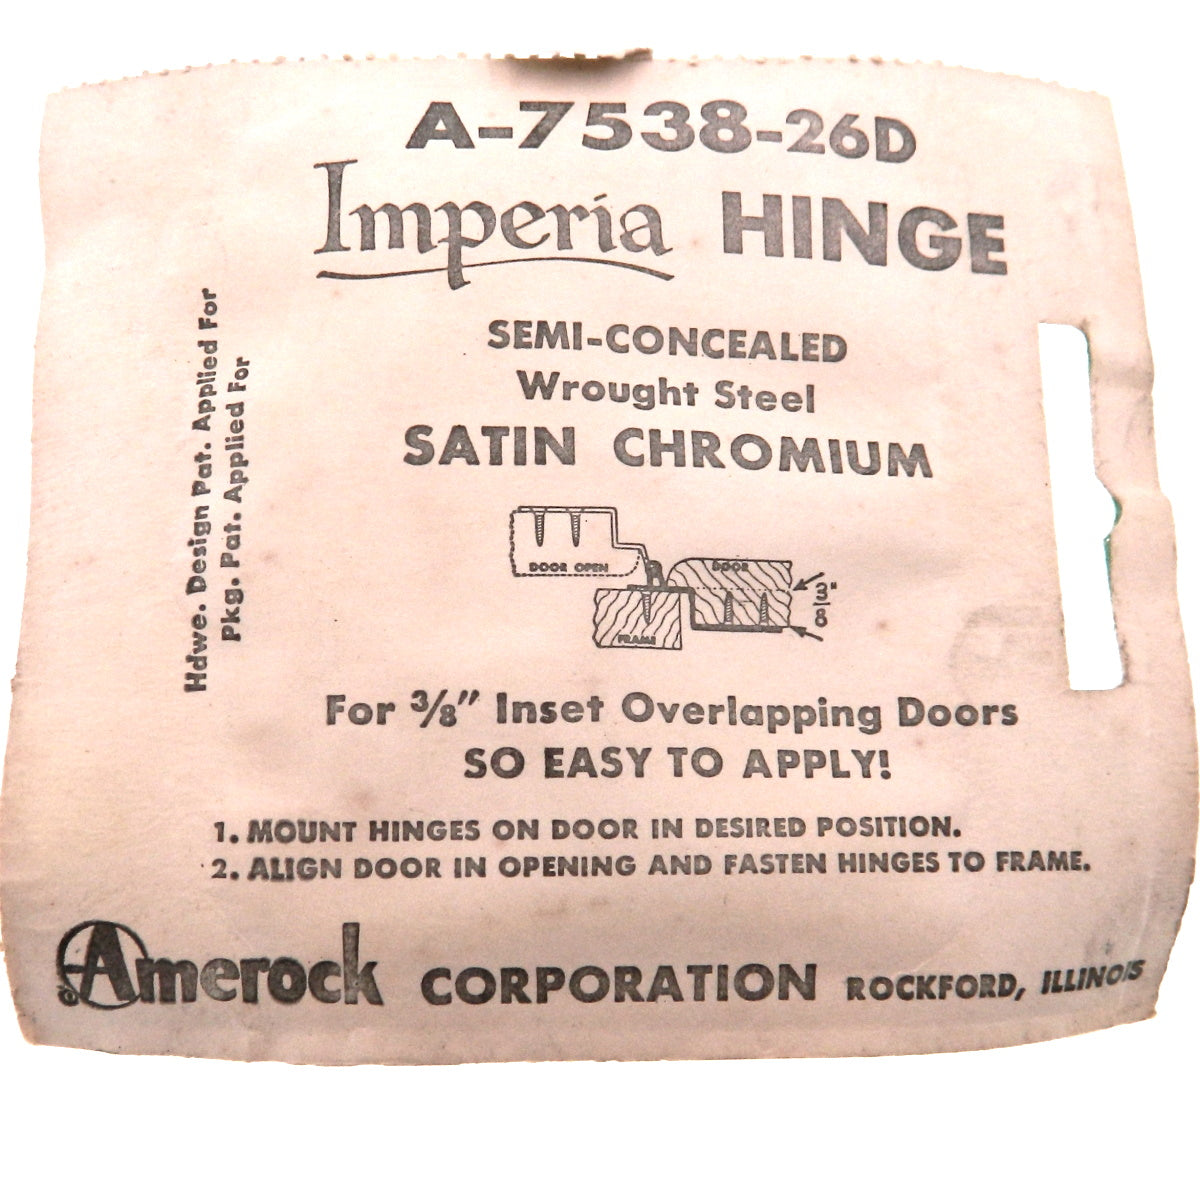 A-7538-26D
Imperia HINGE
SEMI-CONCEALED
Wrought Steel
SATIN CHROMIUM
Hdwe. Design Pat. Applied For
Pkg. Pat. Applied For
DOOR OPEN
DOOR
3/8"
FRAME
For 3/8" Inset Overlapping Doors
SO EASY TO APPLY!
1. MOUNT HINGES ON DOOR IN DESIRED POSITION.
2. ALIGN DOOR IN OPENING AND FASTEN HINGES TO FRAME.
Amerock CORPORATION ROCKFORD, ILLINOIS